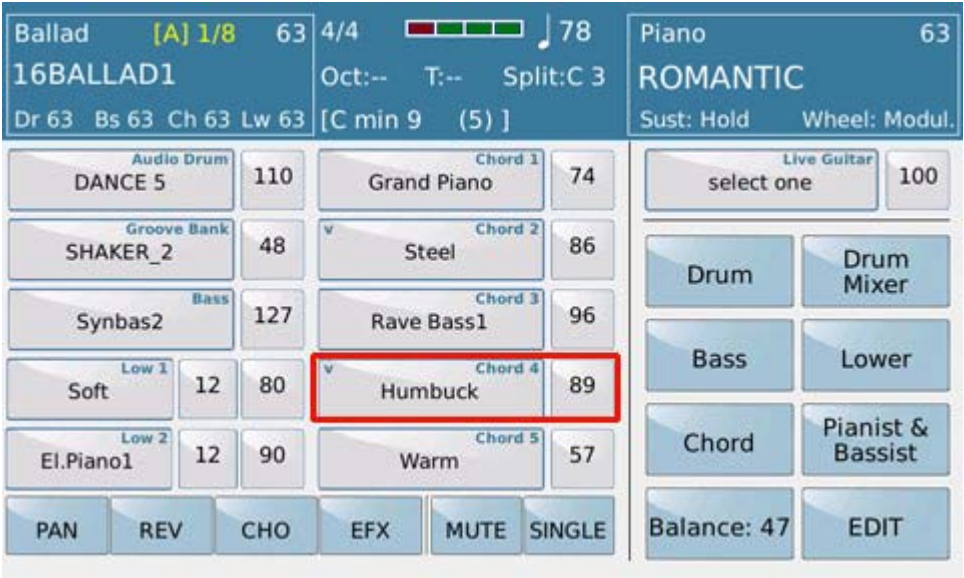 Ballad [A] 1/8 63
16BALLAD1
Dr 63 Bs 63 Ch 63 Lw 63
4/4 78
Oct:-- T:-- Split:C 3
[C min 9 (5) ]
Piano 63
ROMANTIC
Sust: Hold Wheel: Modul.
Audio Drum
DANCE 5 110
Groove Bank
SHAKER_2 48
Bass
Synbas2 127
Low 1
Soft 12 80
Low 2
El.Piano1 12 90
Chord 1
Grand Piano 74
v Chord 2
Steel 86
Chord 3
Rave Bass1 96
v Chord 4
Humbuck 89
Chord 5
Warm 57
Live Guitar
select one 100
Drum
Drum
Mixer
Bass
Lower
Chord
Pianist &
Bassist
Balance: 47
EDIT
PAN REV CHO EFX MUTE SINGLE